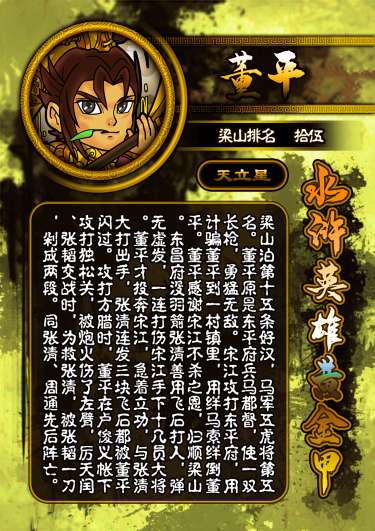 董平
梁山排名 拾伍
天立星
水浒英雄黄金甲
梁山泊第十五条好汉，马军五虎将第五
名。董平原是东平府兵马都督，使一双
长枪，勇猛无敌。宋江攻打东平府，用
计骗董平到一村镇里，用绊马索绊倒董
平。董平感谢宋江不杀之恩，归顺梁山
。东昌府没羽箭张清善用飞石打人，弹
无虚发，一连打伤宋江手下十几员大将
。董平才投奔宋江，急着立功，与张清
大打出手，张清连发三块飞石都被董平
闪过。攻打方腊时，董平在卢俊义帐下
攻打独松关，被炮火伤了左臂，厉天闰
、张韬交战时，为救张清，被张韬一刀
，剁成两段。同张清、周通先后阵亡。